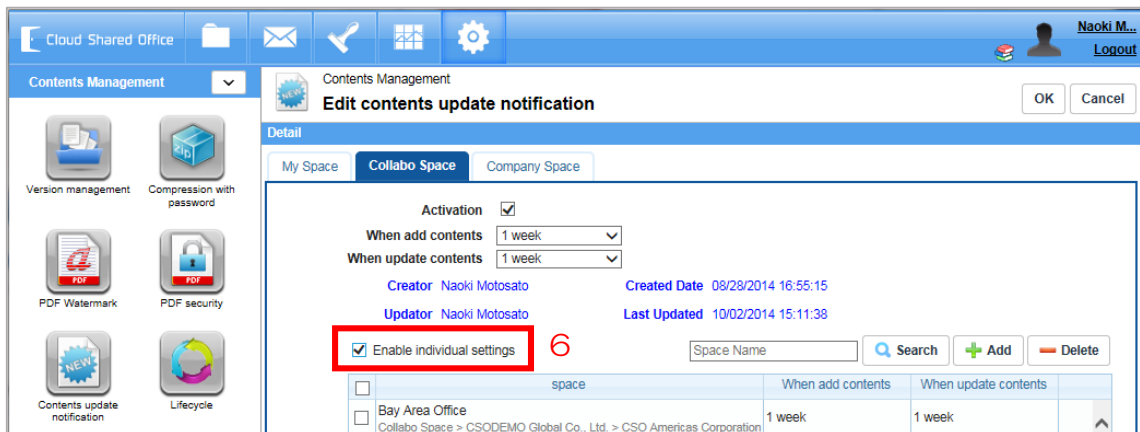 Cloud Shared Office
Naoki M...
Logout
Contents Management
Version management
Compression with
password
PDF Watermark
PDF security
Contents update
notification
Lifecycle
zip
PDF
PDF
NEW
NEW
Contents Management
Edit contents update notification
OK
Cancel
Detail
My Space
Collabo Space
Company Space
Activation
When add contents 1 week
When update contents 1 week
Creator Naoki Motosato Created Date 08/28/2014 16:55:15
Updator Naoki Motosato Last Updated 10/02/2014 15:11:38
Enable individual settings 6 Space Name Search Add Delete
space When add contents When update contents
Bay Area Office 1 week 1 week
Collabo Space > CSODEMO Global Co., Ltd. > CSO Americas Corporation